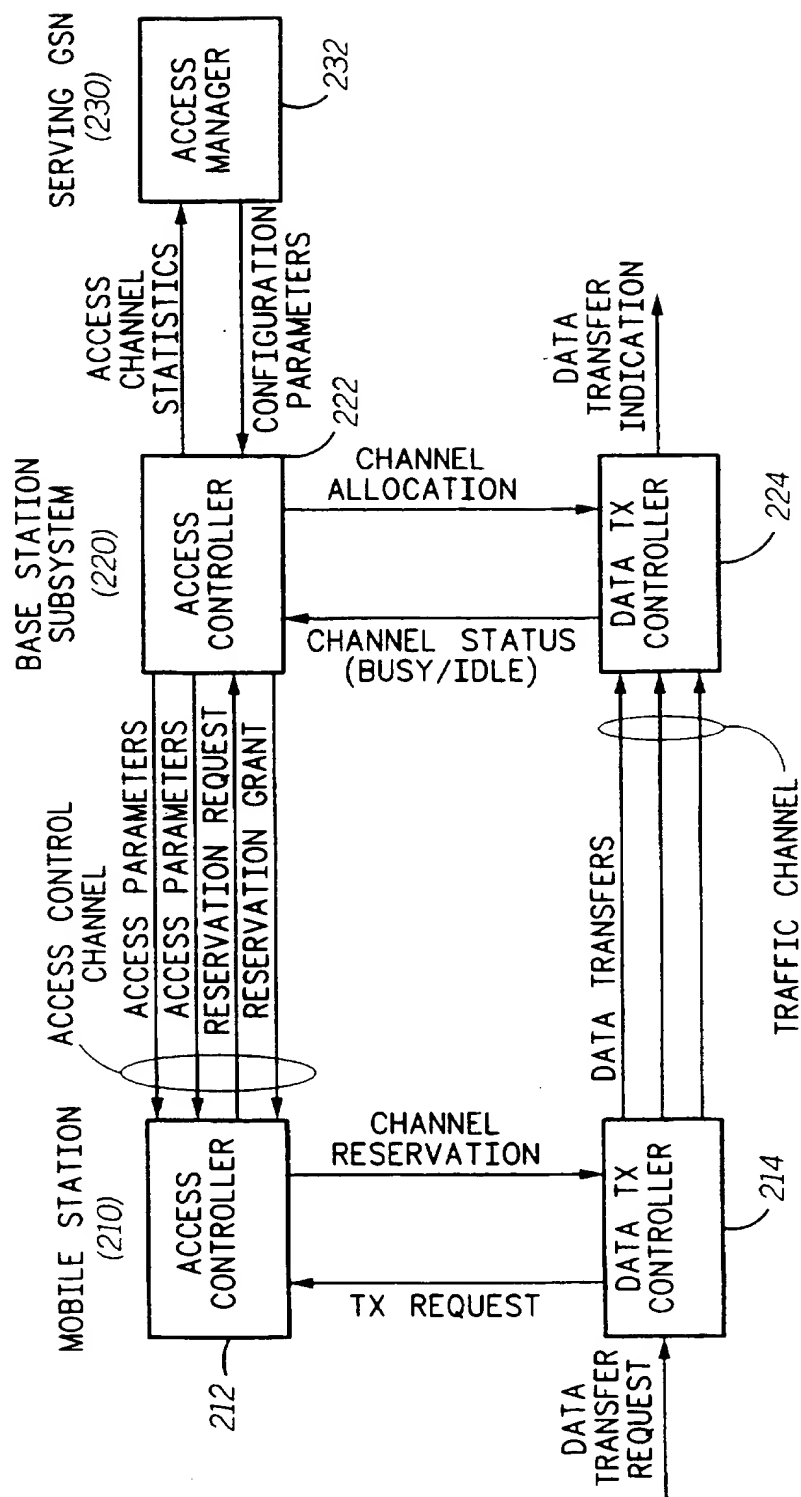 MOBILE STATION
(210)
BASE STATION
SUBSYSTEM
(220)
SERVING GSN
(230)
ACCESS CONTROL
CHANNEL
ACCESS
CONTROLLER
212
ACCESS PARAMETERS
ACCESS PARAMETERS
RESERVATION REQUEST
RESERVATION GRANT
ACCESS
CONTROLLER
222
ACCESS
CHANNEL
STATISTICS
CONFIGURATION
PARAMETERS
ACCESS
MANAGER
232
TX REQUEST
CHANNEL
RESERVATION
CHANNEL STATUS
(BUSY/IDLE)
CHANNEL
ALLOCATION
DATA
TRANSFER
REQUEST
DATA TX
CONTROLLER
214
DATA TRANSFERS
TRAFFIC CHANNEL
DATA TX
CONTROLLER
224
DATA
TRANSFER
INDICATION